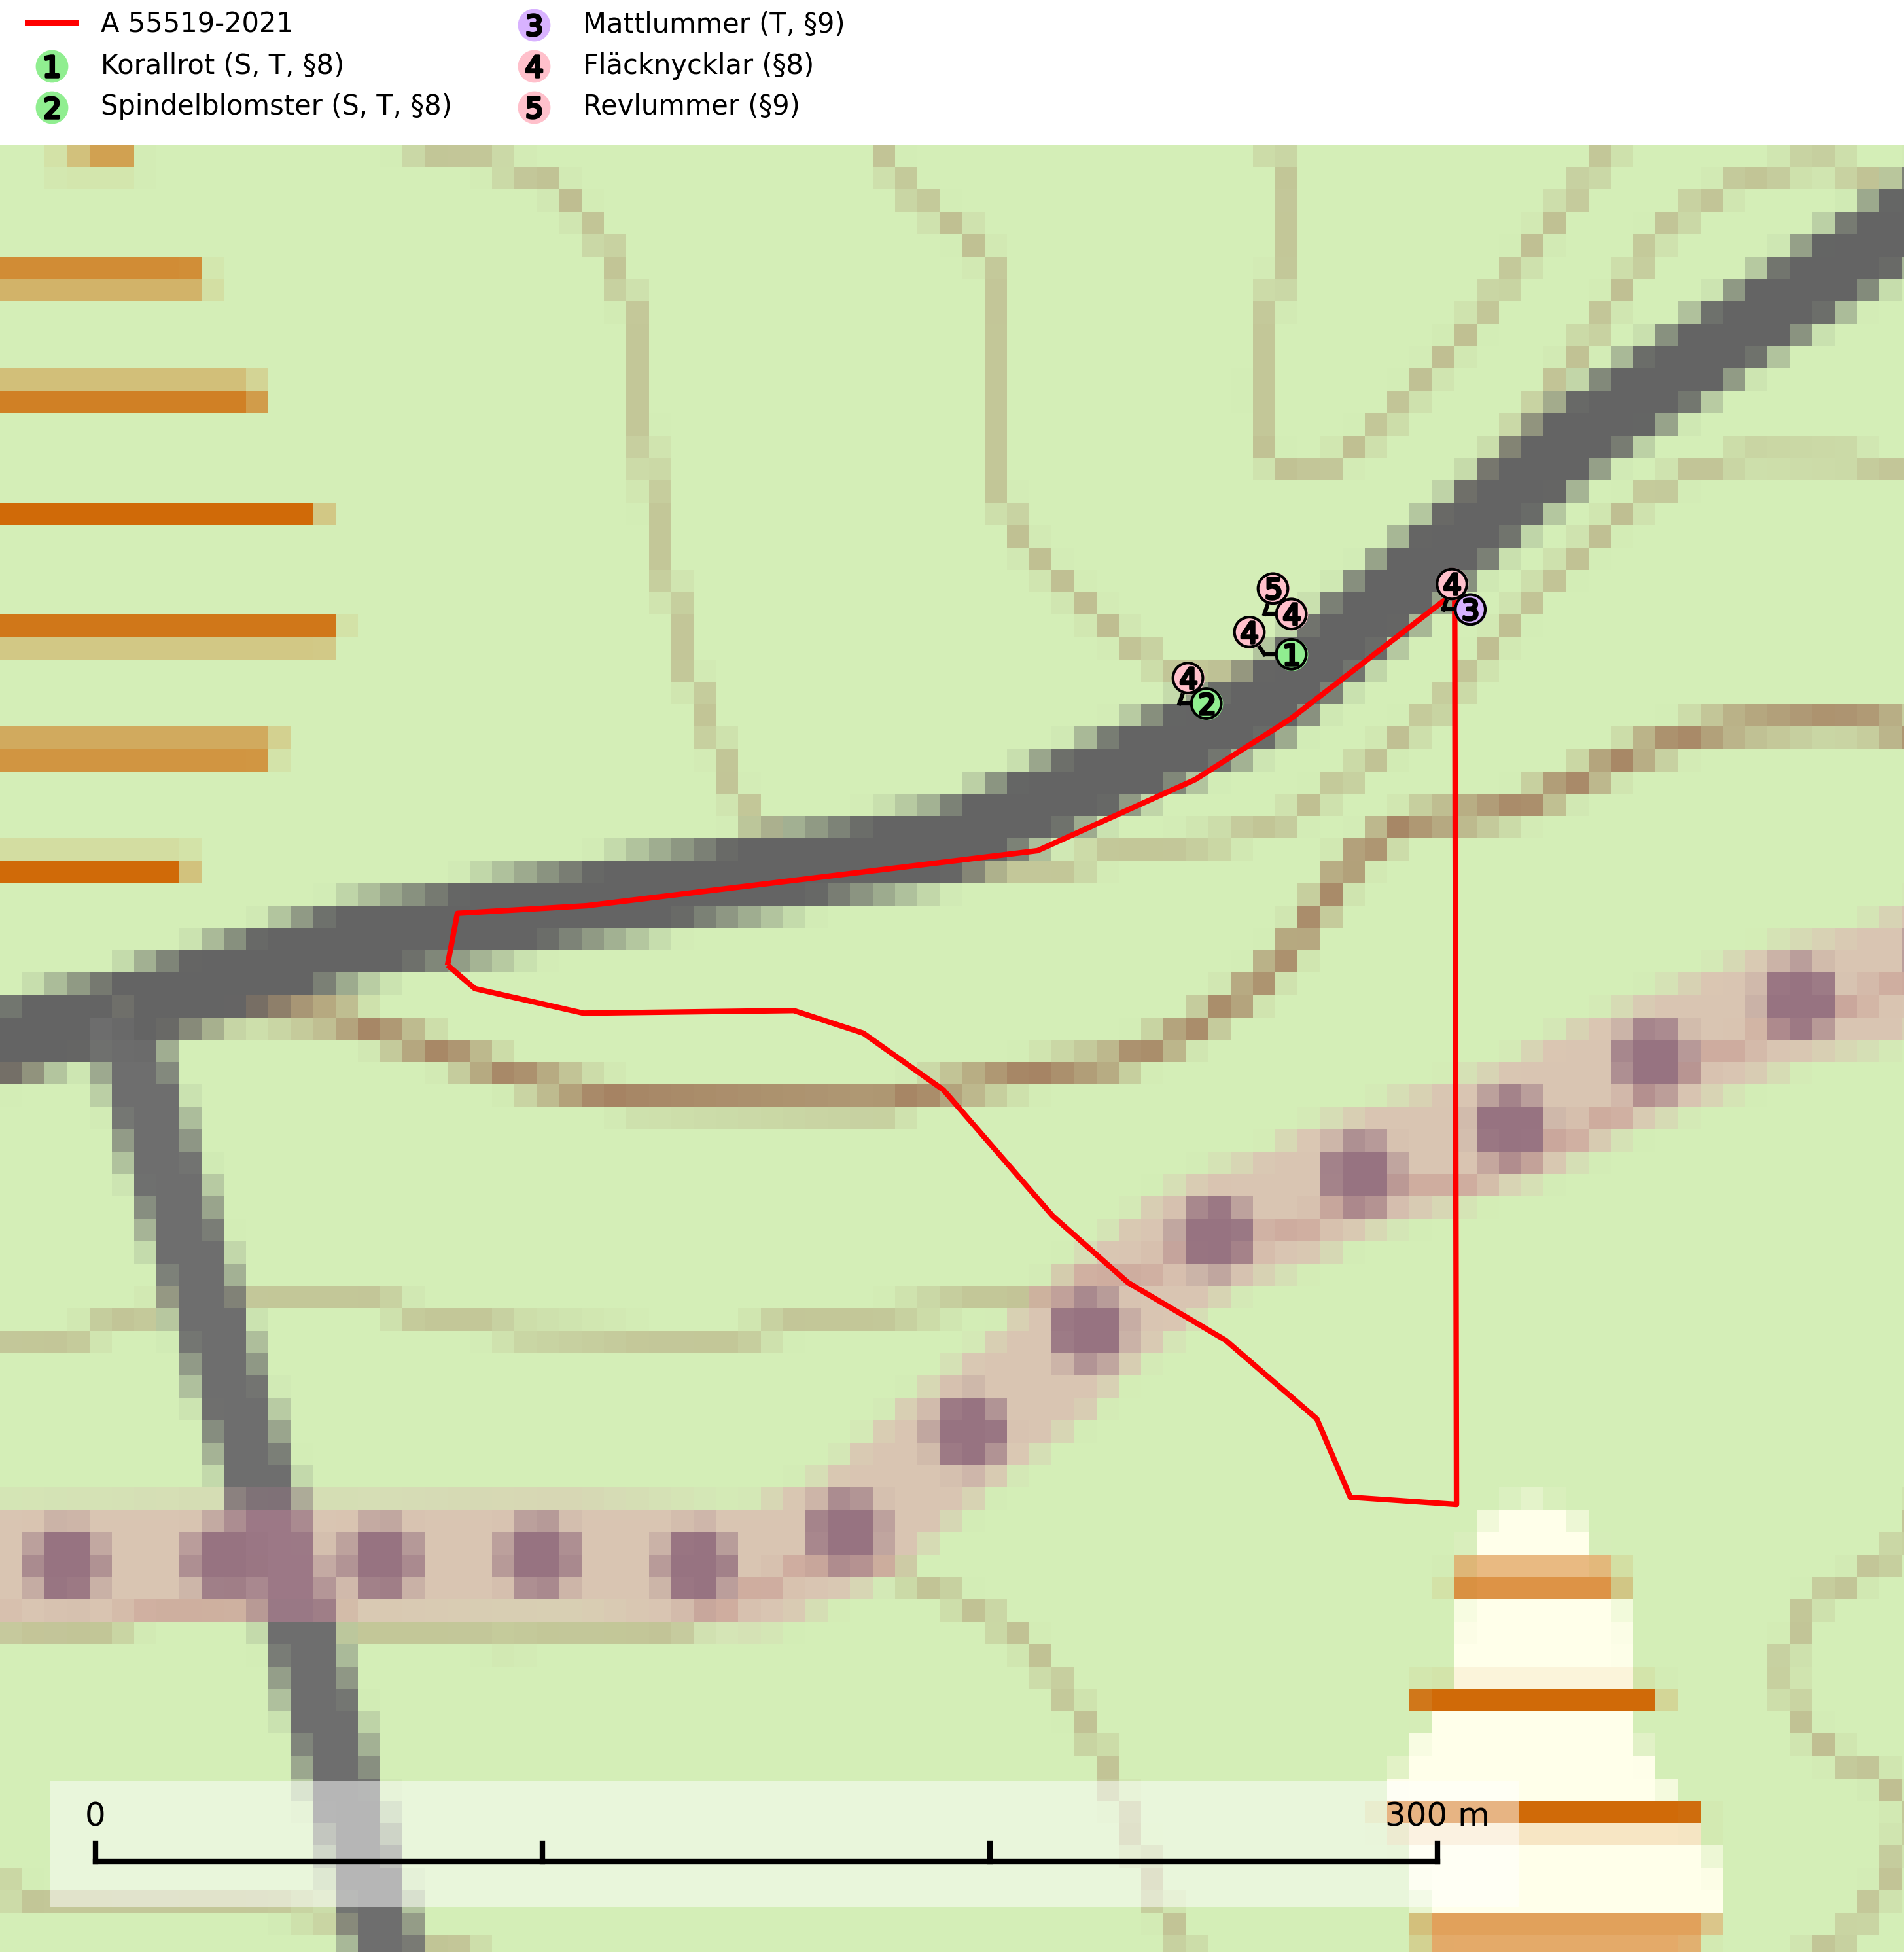 A 55519-2021
1 Korallrot (S, T, §8)
2 Spindelblomster (S, T, §8)
3 Mattlummer (T, §9)
4 Fläcknycklar (§8)
5 Revlummer (§9)
4
3
5
4
4
1
4
2
0 300 m